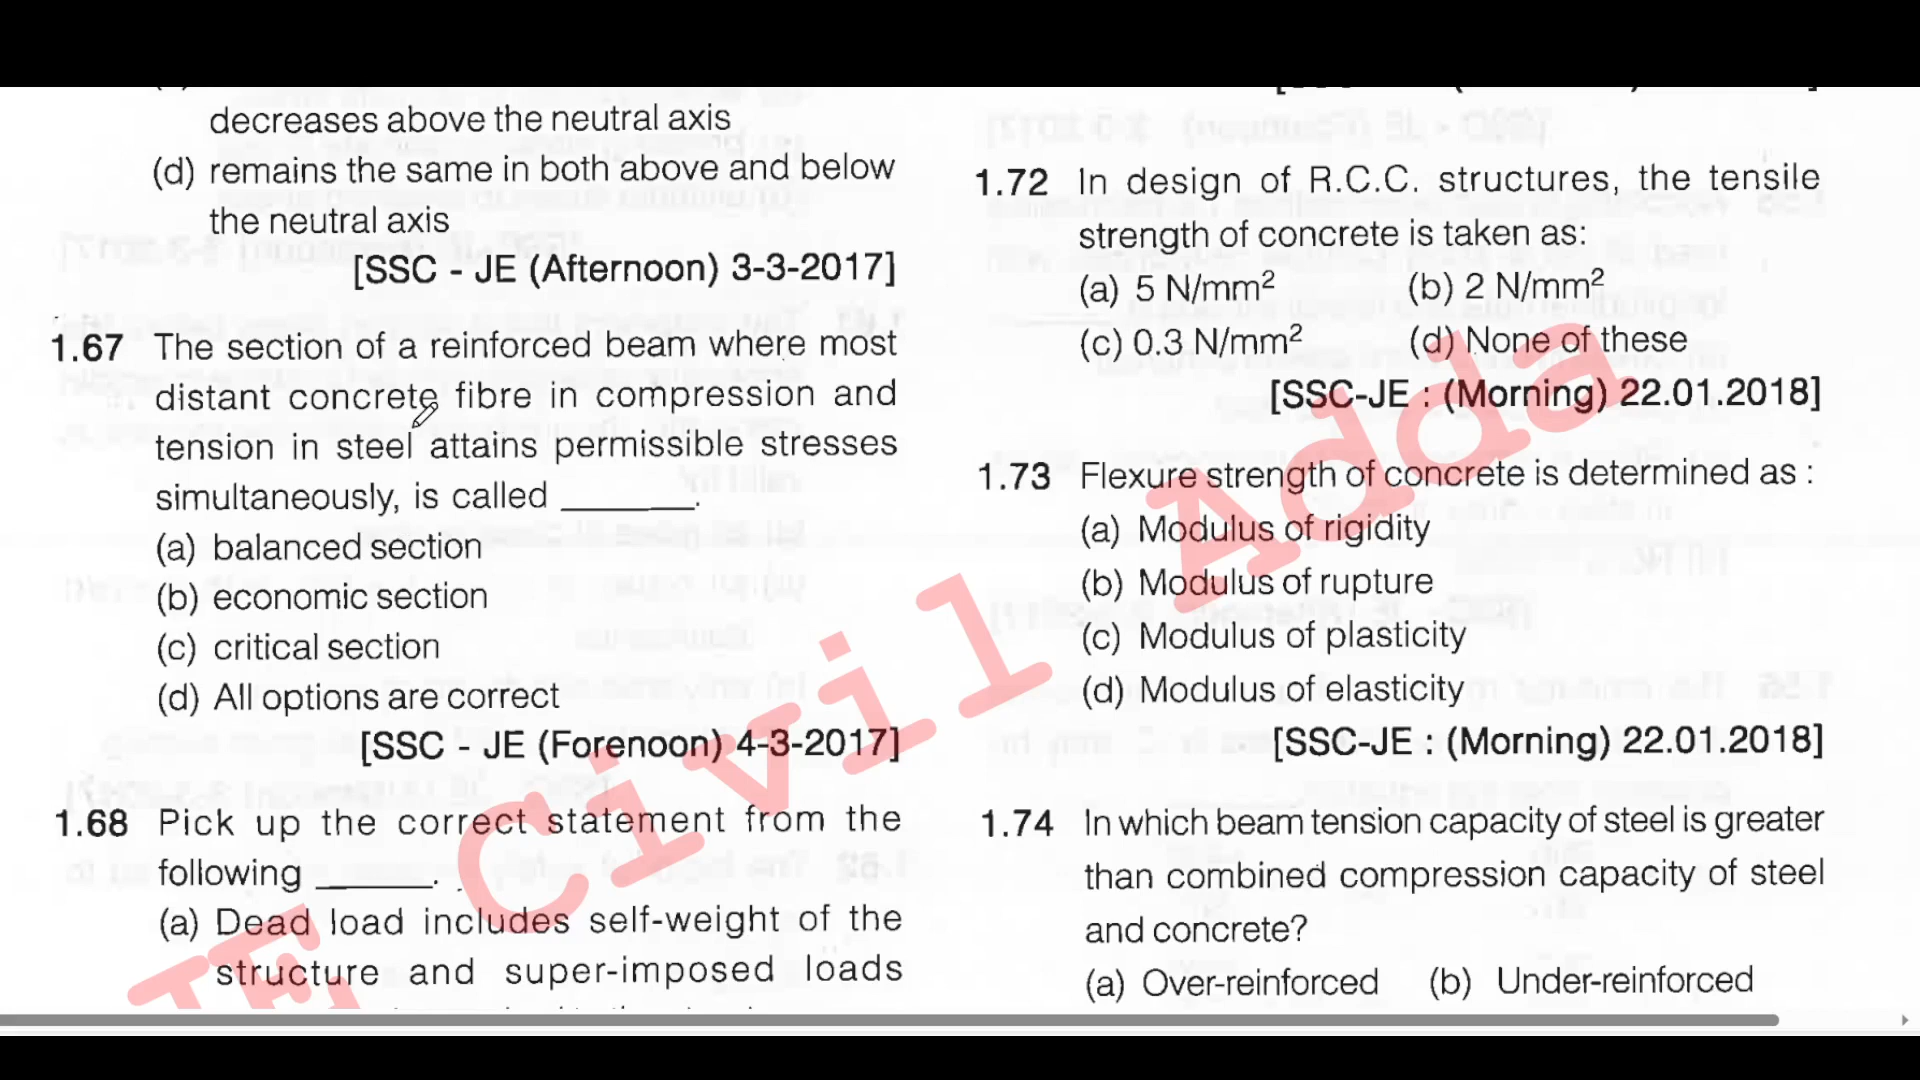 decreases above the neutral axis
(d) remains the same in both above and below
the neutral axis
[SSC - JE (Afternoon) 3-3-2017]
1.67 The section of a reinforced beam where most
distant concrete fibre in compression and
tension in steel attains permissible stresses
simultaneously, is called ________.
(a) balanced section
(b) economic section
(c) critical section
(d) All options are correct
[SSC - JE (Forenoon) 4-3-2017]
1.68 Pick up the correct statement from the
following _______.
(a) Dead load includes self-weight of the
structure and super-imposed loads
1.72 In design of R.C.C. structures, the tensile
strength of concrete is taken as:
(a) 5 N/mm² (b) 2 N/mm²
(c) 0.3 N/mm² (d) None of these
[SSC-JE : (Morning) 22.01.2018]
1.73 Flexure strength of concrete is determined as :
(a) Modulus of rigidity
(b) Modulus of rupture
(c) Modulus of plasticity
(d) Modulus of elasticity
[SSC-JE : (Morning) 22.01.2018]
1.74 In which beam tension capacity of steel is greater
than combined compression capacity of steel
and concrete?
(a) Over-reinforced (b) Under-reinforced
JE Civil Adda